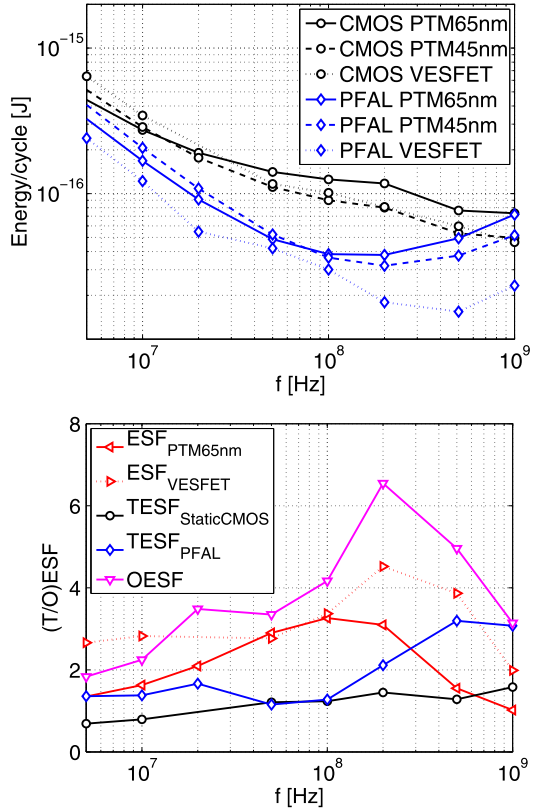 10^-15
10^-16
Energy/cycle [J]
CMOS PTM65nm
CMOS PTM45nm
CMOS VESFET
PFAL PTM65nm
PFAL PTM45nm
PFAL VESFET
10^7
10^8
10^9
f [Hz]
8
6
4
2
0
(T/O)ESF
ESF_PTM65nm
ESF_VESFET
TESF_StaticCMOS
TESF_PFAL
OESF
10^7
10^8
10^9
f [Hz]